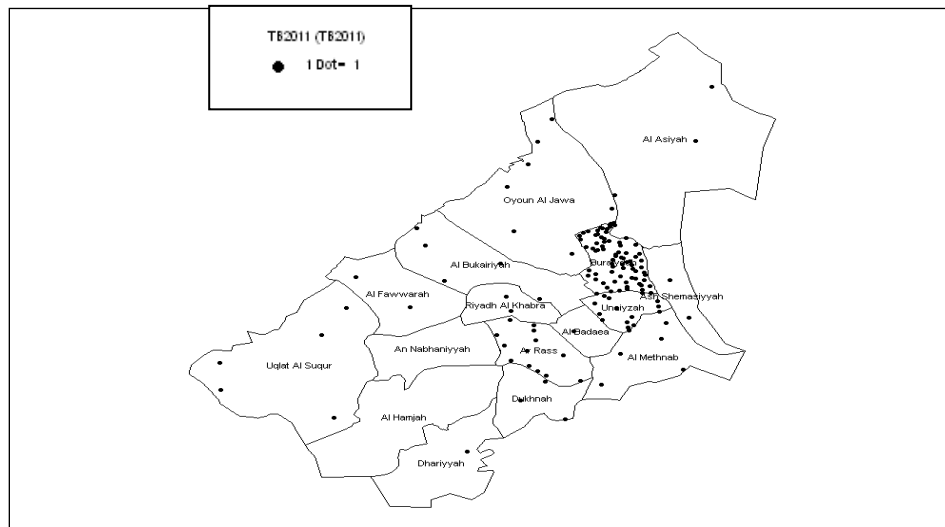 TB2011 (TB2011)
1 Dot= 1
Al Asiyah
Oyoun Al Jawa
Al Bukairiyah
Buraydah
Ash Shemasiyyah
Al Fawwarah
Riyadh Al Khabra
Unaiyzah
Al Badaea
An Nabhaniyyah
Ar Rass
Al Methnab
Uqlat Al Suqur
Dukhnah
Al Hamjah
Dhariyyah